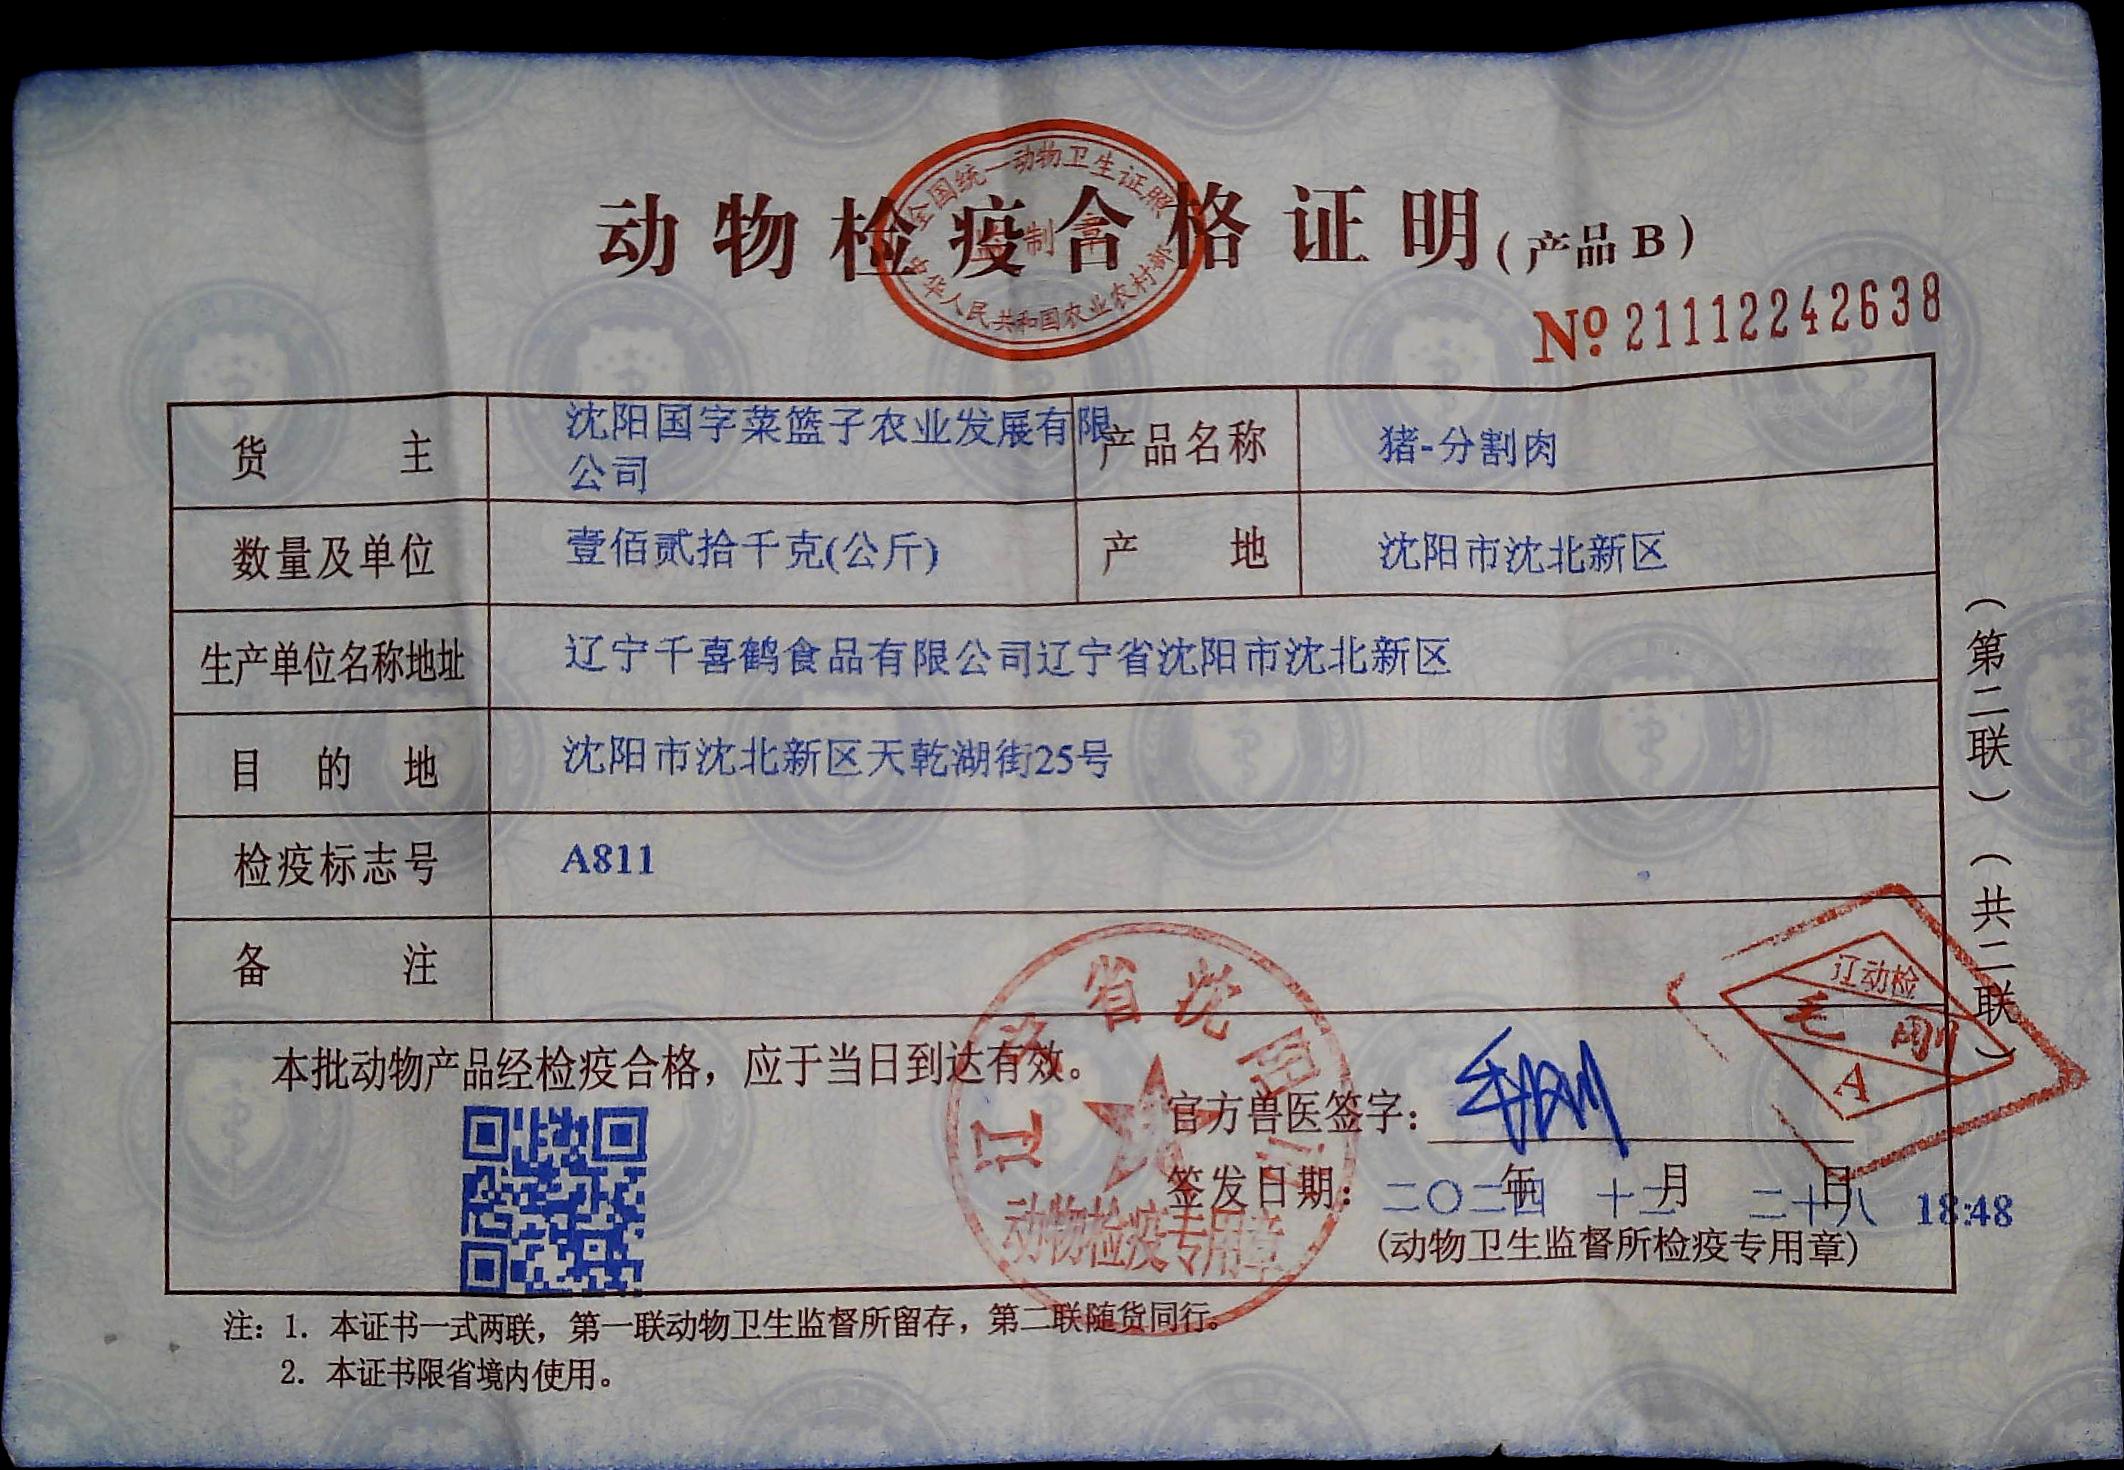 全国统一动物卫生证照
监制章
中华人民共和国农业农村部
动物检疫合格证明(产品B)
№21112242638
货主 沈阳国字菜篮子农业发展有限公司 产品名称 猪-分割肉
数量及单位 壹佰贰拾千克(公斤) 产地 沈阳市沈北新区
生产单位名称地址 辽宁千喜鹤食品有限公司辽宁省沈阳市沈北新区
目的地 沈阳市沈北新区天乾湖街25号
检疫标志号 A811
备注
(第二联)(共二联)
本批动物产品经检疫合格，应于当日到达有效。
官方兽医签字：毛刚
签发日期：二〇二四年 十二月 二十八日 18:48
(动物卫生监督所检疫专用章)
辽宁省沈阳市
动物检疫专用章
辽动检
毛刚
A
注：1. 本证书一式两联，第一联动物卫生监督所留存，第二联随货同行。
2. 本证书限省境内使用。